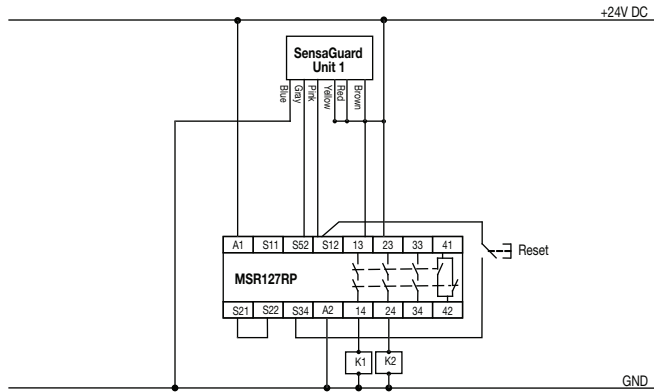 +24V DC
SensaGuard
Unit 1
Blue
Gray
Pink
Yellow
Red
Brown
A1 S11 S52 S12 13 23 33 41
Reset
MSR127RP
S21 S22 S34 A2 14 24 34 42
K1 K2
GND